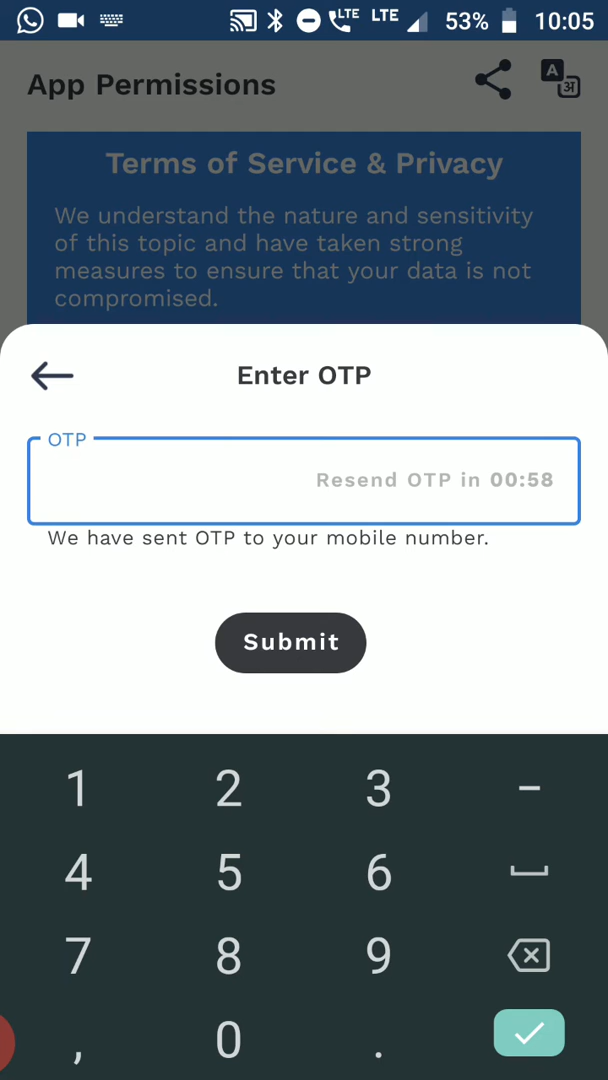 LTE LTE 53% 10:05
App Permissions A अ
Terms of Service & Privacy
We understand the nature and sensitivity
of this topic and have taken strong
measures to ensure that your data is not
compromised.
Enter OTP
OTP
Resend OTP in 00:58
We have sent OTP to your mobile number.
Submit
1 2 3 –
4 5 6
7 8 9
, 0 .